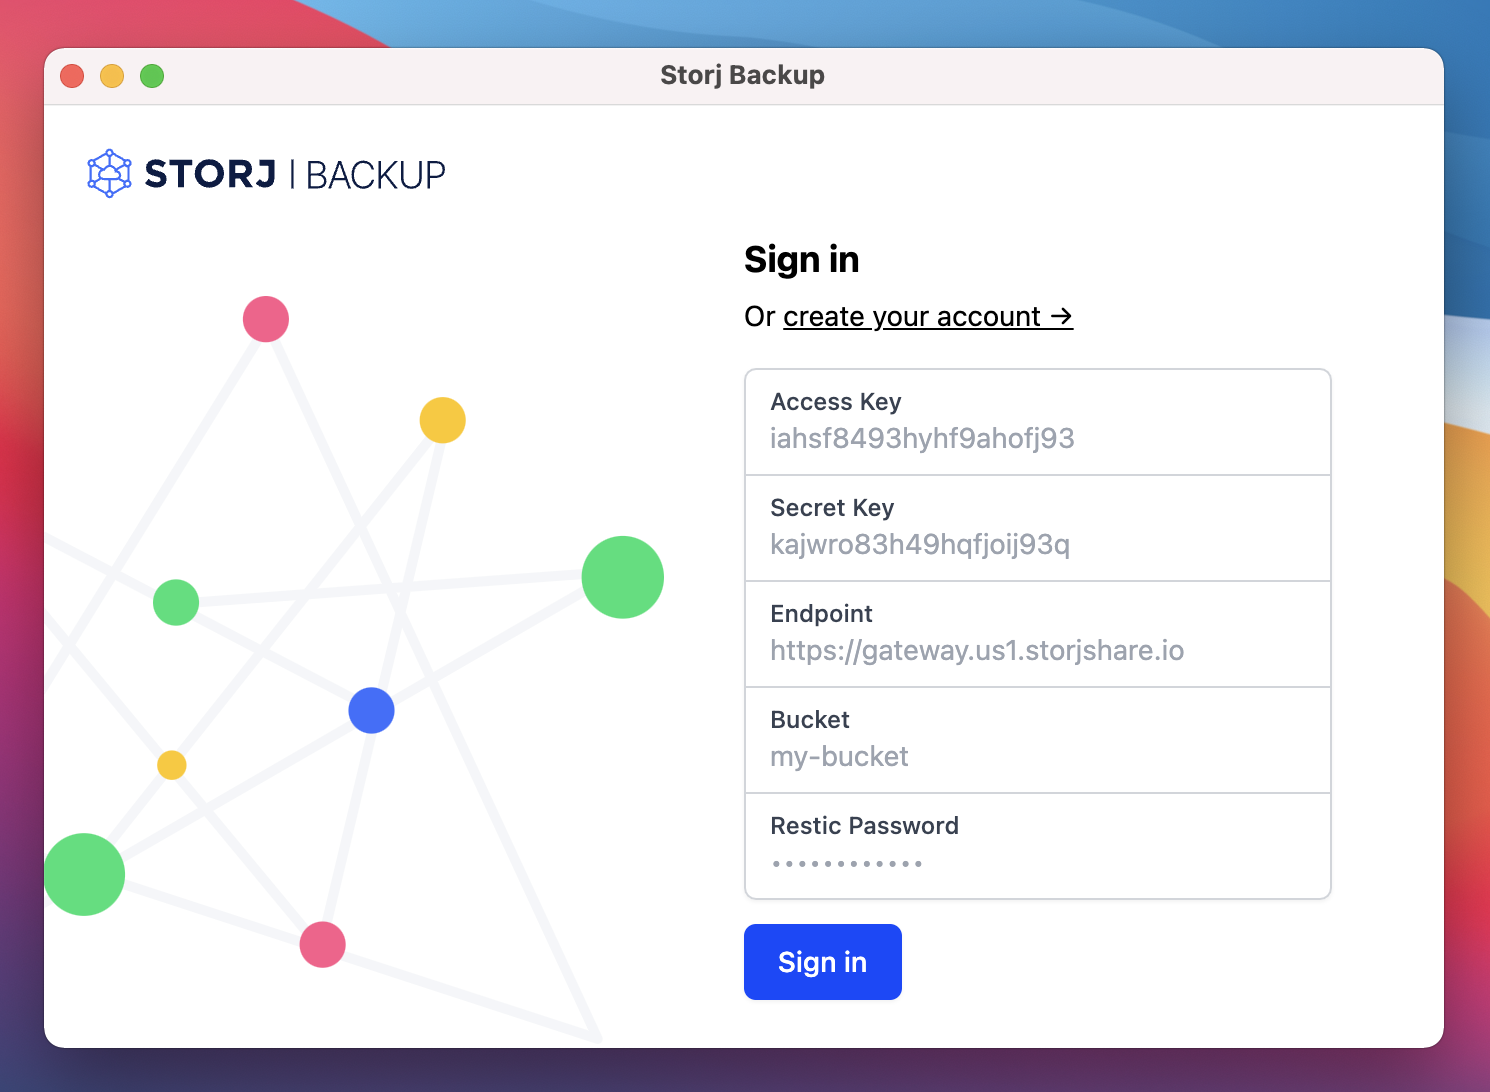 Storj Backup
STORJ | BACKUP
Sign in
Or create your account →
Access Key
iahsf8493hyhf9ahofj93
Secret Key
kajwro83h49hqfjoij93q
Endpoint
https://gateway.us1.storjshare.io
Bucket
my-bucket
Restic Password
••••••••••••
Sign in